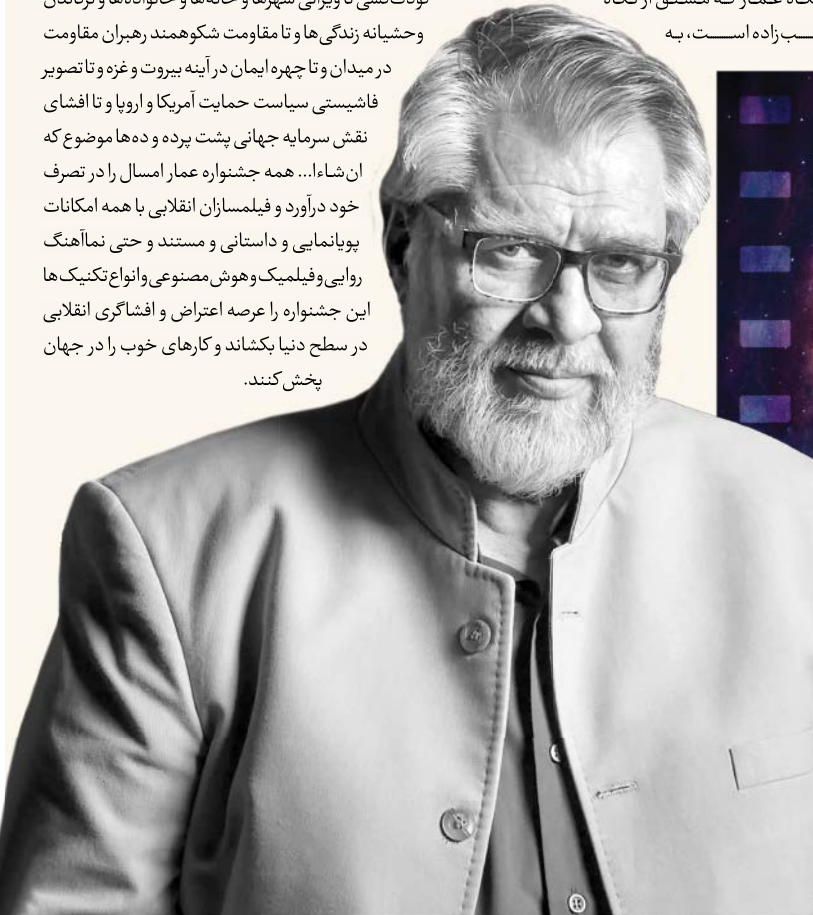 وحشیانه زندگی‌ها و تا مقاومت شکوهمند رهبران مقاومت
در میدان و تا چهره ایمان در آینه بیروت و غزه و تا تصویر
فاشیستی سیاست حمایت آمریکا و اروپا و تا افشای
نقش سرمایه جهانی پشت پرده و ده‌ها موضوع که
ان‌شاءا... همه جشنواره عمار امسال را در تصرف
خود درآورد و فیلمسازان انقلابی با همه امکانات
پویانمایی و داستانی و مستند و حتی نماآهنگ
روایی و فیلمیک و هوش مصنوعی و انواع تکنیک‌ها
این جشنواره را عرصه اعتراض و افشاگری انقلابی
در سطح دنیا بکشاند و کارهای خوب را در جهان
پخش کنند.